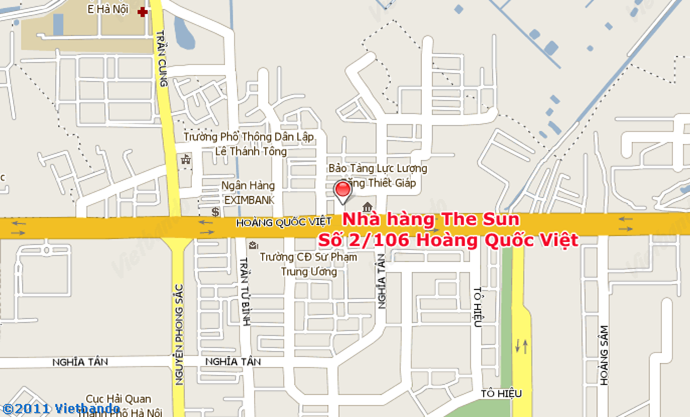 E Hà Nội
TRẦN CUNG
Trường Phổ Thông Dân Lập
Lê Thánh Tông
Bảo Tàng Lực Lượng
Tăng Thiết Giáp
Ngân Hàng
EXIMBANK
HOÀNG QUỐC VIỆT
Nhà hàng The Sun
Số 2/106 Hoàng Quốc Việt
Trường CĐ Sư Phạm
Trung Ương
TRẦN TỬ BÌNH
NGHĨA TÂN
TÔ HIỆU
NGUYỄN PHONG SẮC
HOÀNG SÂM
NGHĨA TÂN
NGHĨA TÂN
TÔ HIỆU
Cục Hải Quan
Phố Hà Nội
©2011 Vietbando